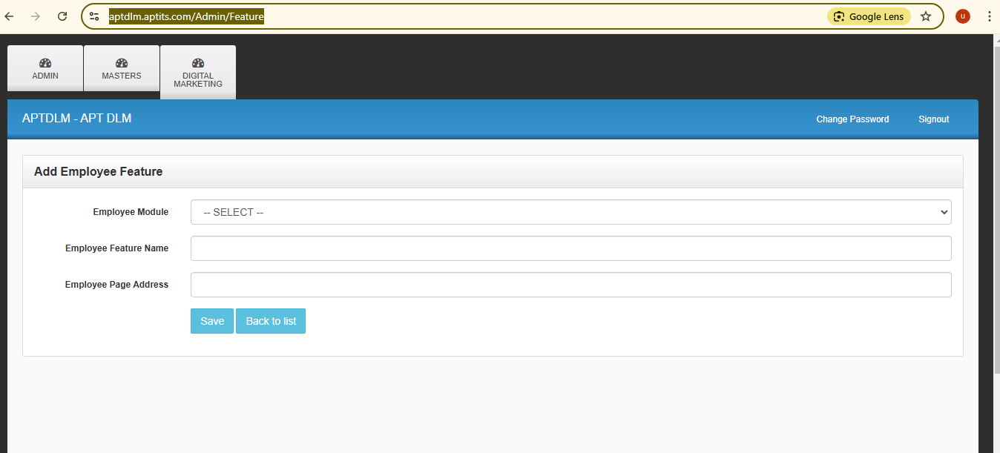 aptdlm.aptits.com/Admin/Feature
Google Lens
u
ADMIN
MASTERS
DIGITAL
MARKETING
APTDLM - APT DLM
Change Password
Signout
Add Employee Feature
Employee Module
-- SELECT --
Employee Feature Name
Employee Page Address
Save
Back to list